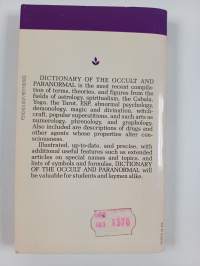 DICTIONARY OF THE OCCULT AND
PARANORMAL is the most recent compila-
tion of terms, theories, and figures from the
fields of astrology, spiritualism, the Cabala,
Yoga, the Tarot, ESP, abnormal psychology,
demonology, magic and divination, witch-
craft, popular superstitions, and such arts as
numerology, phrenology, and graphology.
Also included are descriptions of drugs and
other agents whose properties alter con-
sciousness.
Illustrated, up-to-date, and precise, with
additional useful features such as extended
articles on special names and topics, and
lists of symbols and formulae, DICTIONARY
OF THE OCCULT AND PARANORMAL will
be valuable for students and laymen alike.